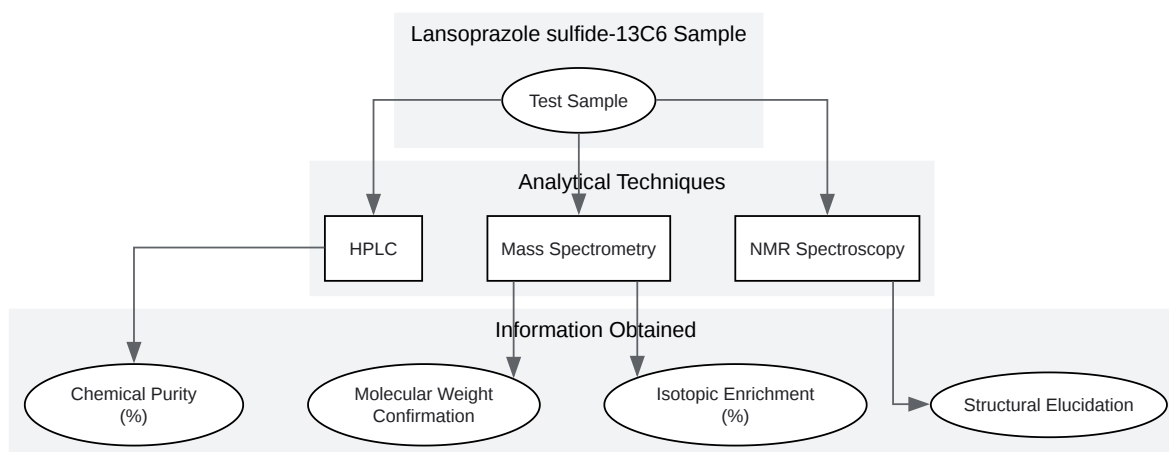 Lansoprazole sulfide-13C6 Sample
Test Sample
Analytical Techniques
HPLC
Mass Spectrometry
NMR Spectroscopy
Information Obtained
Chemical Purity
(%)
Molecular Weight
Confirmation
Isotopic Enrichment
(%)
Structural Elucidation